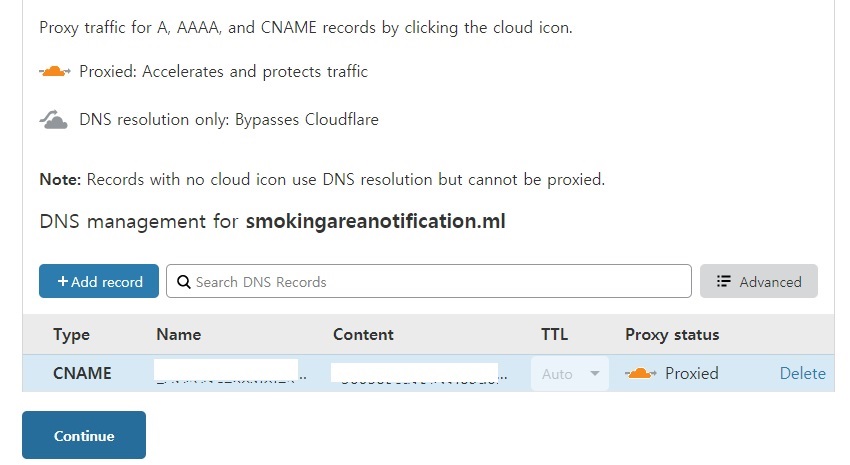 Proxy traffic for A, AAAA, and CNAME records by clicking the cloud icon.
Proxied: Accelerates and protects traffic
DNS resolution only: Bypasses Cloudflare
Note: Records with no cloud icon use DNS resolution but cannot be proxied.
DNS management for smokingareanotification.ml
+ Add record Search DNS Records Advanced
Type Name Content TTL Proxy status
CNAME .. ... Auto Proxied Delete
Continue